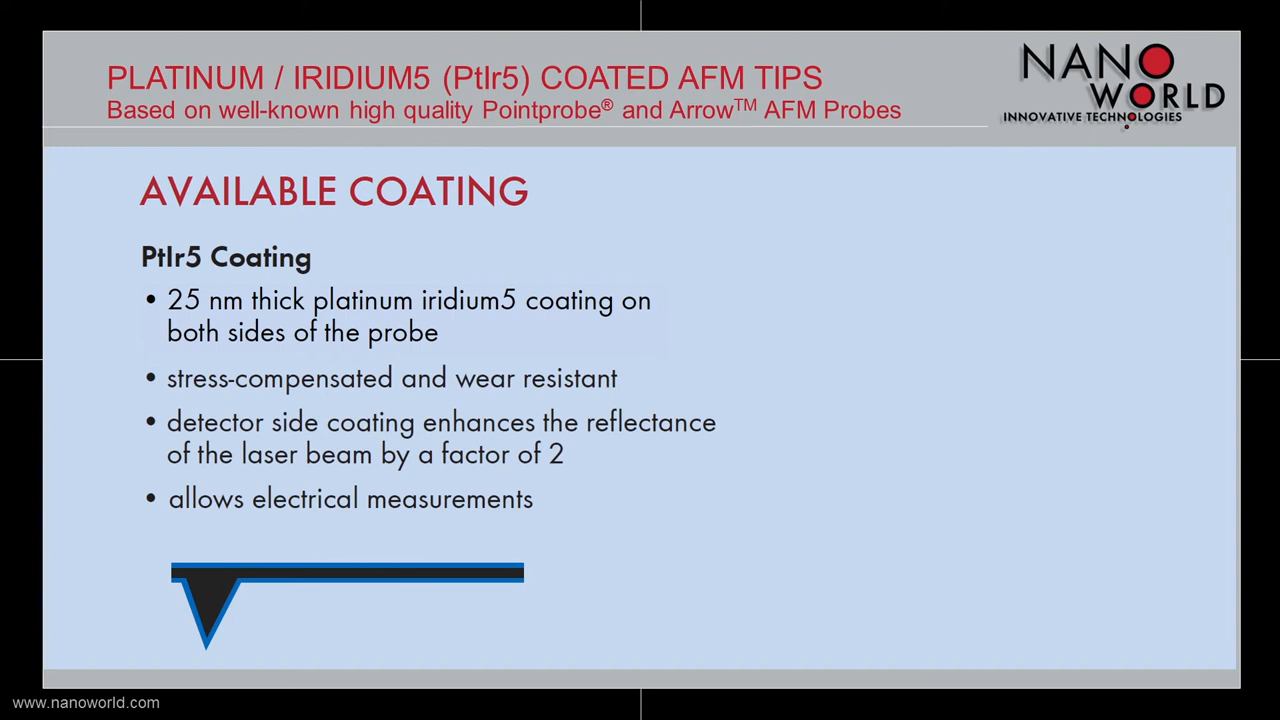 PLATINUM / IRIDIUM5 (PtIr5) COATED AFM TIPS
Based on well-known high quality Pointprobe® and Arrow™ AFM Probes
NANO
WORLD
INNOVATIVE TECHNOLOGIES
AVAILABLE COATING
PtIr5 Coating
• 25 nm thick platinum iridium5 coating on
both sides of the probe
• stress-compensated and wear resistant
• detector side coating enhances the reflectance
of the laser beam by a factor of 2
• allows electrical measurements
www.nanoworld.com